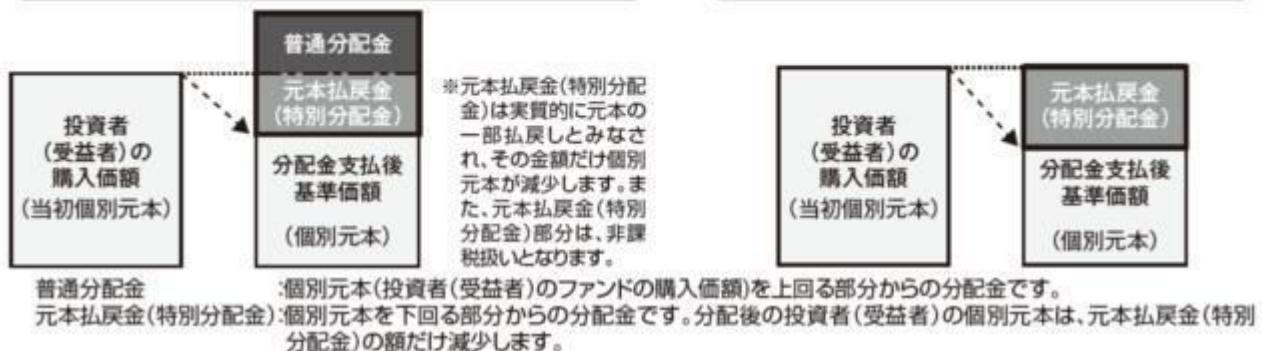 普通分配金
元本払戻金
(特別分配金)
投資者
(受益者)の
購入価額
(当初個別元本)
分配金支払後
基準価額
(個別元本)
※元本払戻金(特別分配
金)は実質的に元本の
一部払戻しとみなさ
れ、その金額だけ個別
元本が減少します。ま
た、元本払戻金(特別
分配金)部分は、非課
税扱いとなります。
投資者
(受益者)の
購入価額
(当初個別元本)
元本払戻金
(特別分配金)
分配金支払後
基準価額
(個別元本)
普通分配金 :個別元本(投資者(受益者)のファンドの購入価額)を上回る部分からの分配金です。
元本払戻金(特別分配金):個別元本を下回る部分からの分配金です。分配後の投資者(受益者)の個別元本は、元本払戻金(特別
分配金)の額だけ減少します。